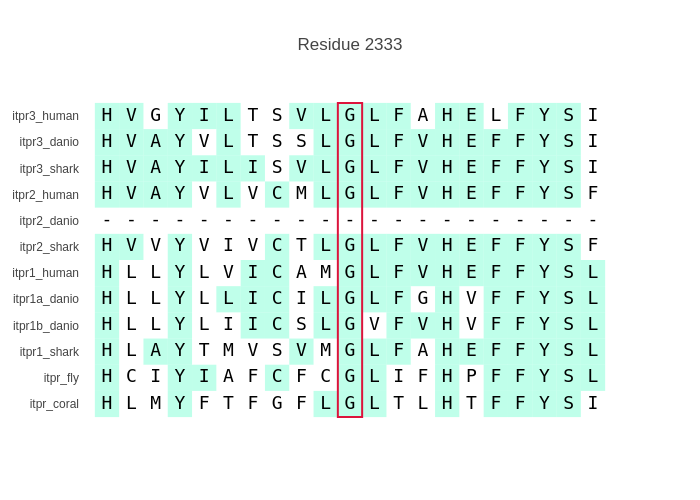 Residue 2333
itpr3_human H V G Y I L T S V L G L F A H E L F Y S I
itpr3_danio H V A Y V L T S S L G L F V H E F F Y S I
itpr3_shark H V A Y I L I S V L G L F V H E F F Y S I
itpr2_human H V A Y V L V C M L G L F V H E F F Y S F
itpr2_danio - - - - - - - - - - - - - - - - - - - - -
itpr2_shark H V V Y V I V C T L G L F V H E F F Y S F
itpr1_human H L L Y L V I C A M G L F V H E F F Y S L
itpr1a_danio H L L Y L L I C I L G L F G H V F F Y S L
itpr1b_danio H L L Y L I I C S L G V F V H V F F Y S L
itpr1_shark H L A Y T M V S V M G L F A H E F F Y S L
itpr_fly H C I Y I A F C F C G L I F H P F F Y S L
itpr_coral H L M Y F T F G F L G L T L H T F F Y S I